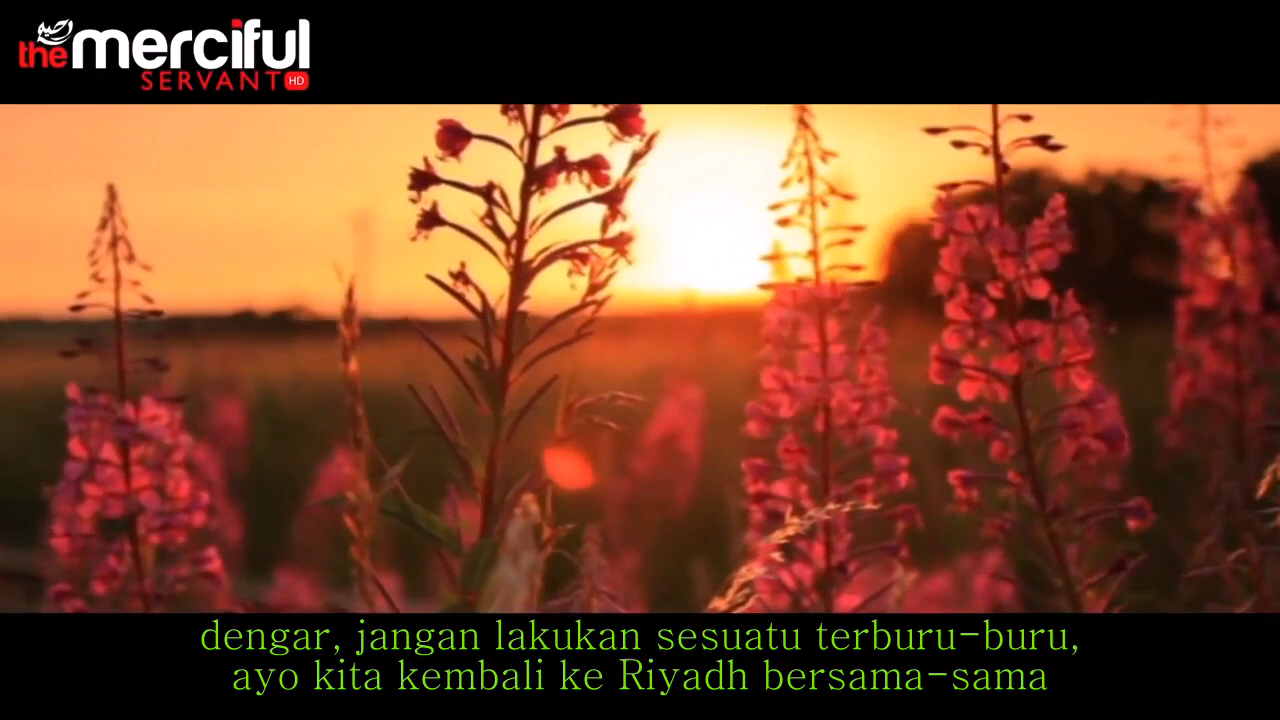 the merciful
SERVANT HD
dengar, jangan lakukan sesuatu terburu-buru,
ayo kita kembali ke Riyadh bersama-sama